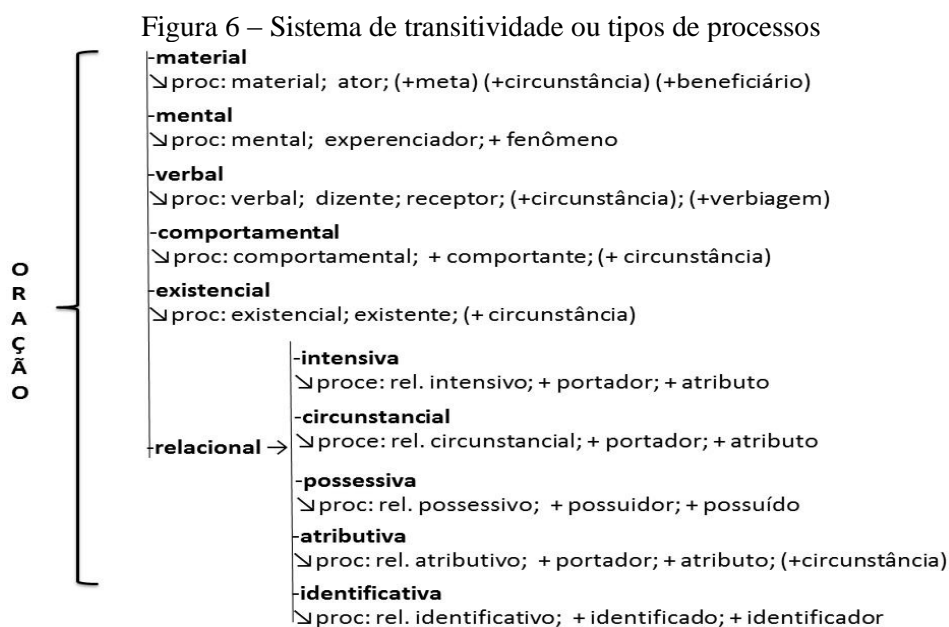 Figura 6 – Sistema de transitividade ou tipos de processos
-material
↘proc: material; ator; (+meta) (+circunstância) (+beneficiário)
-mental
↘proc: mental; experenciador; + fenômeno
-verbal
↘proc: verbal; dizente; receptor; (+circunstância); (+verbiagem)
-comportamental
↘proc: comportamental; + comportante; (+ circunstância)
-existencial
↘proc: existencial; existente; (+ circunstância)
O
R
A
Ç
Ã
O
-relacional →
-intensiva
↘proce: rel. intensivo; + portador; + atributo
-circunstancial
↘proce: rel. circunstancial; + portador; + atributo
-possessiva
↘proc: rel. possessivo; + possuidor; + possuído
-atributiva
↘proc: rel. atributivo; + portador; + atributo; (+circunstância)
-identificativa
↘proc: rel. identificativo; + identificado; + identificador